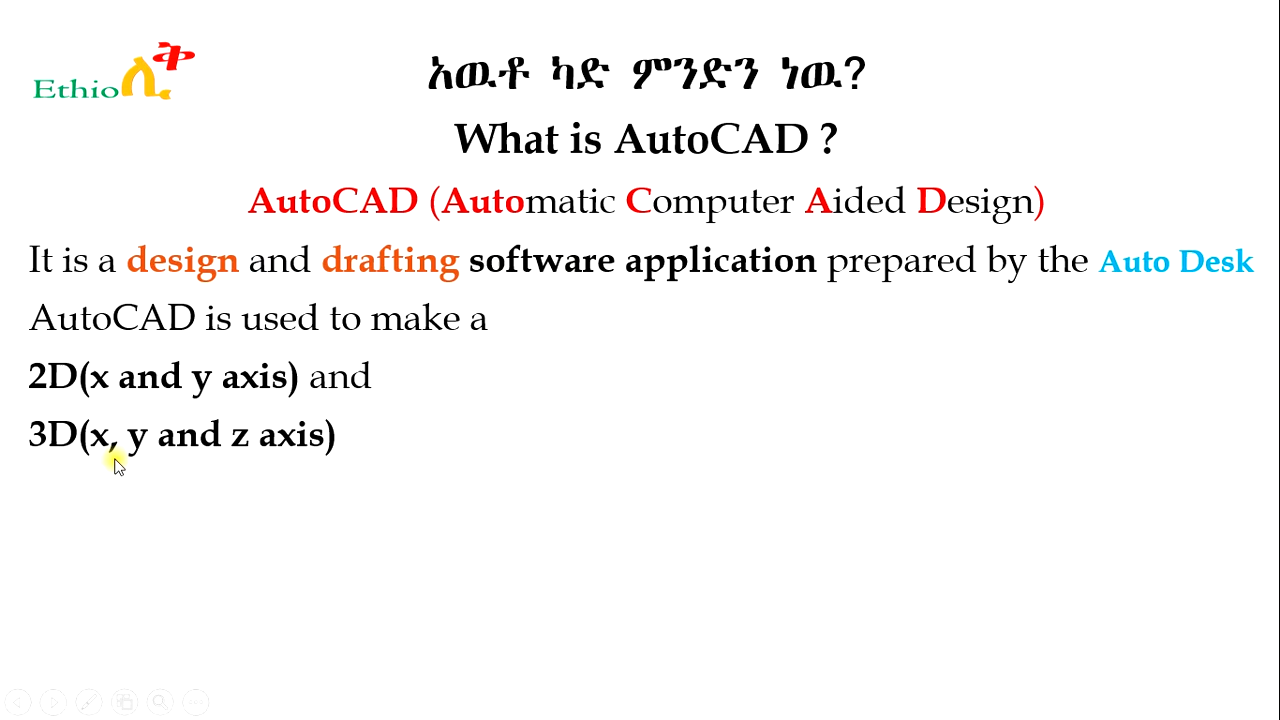 Ethio ሊቅ
አዉቶ ካድ ምንድን ነዉ?
What is AutoCAD ?
AutoCAD (Automatic Computer Aided Design)
It is a design and drafting software application prepared by the Auto Desk
AutoCAD is used to make a
2D(x and y axis) and
3D(x, y and z axis)